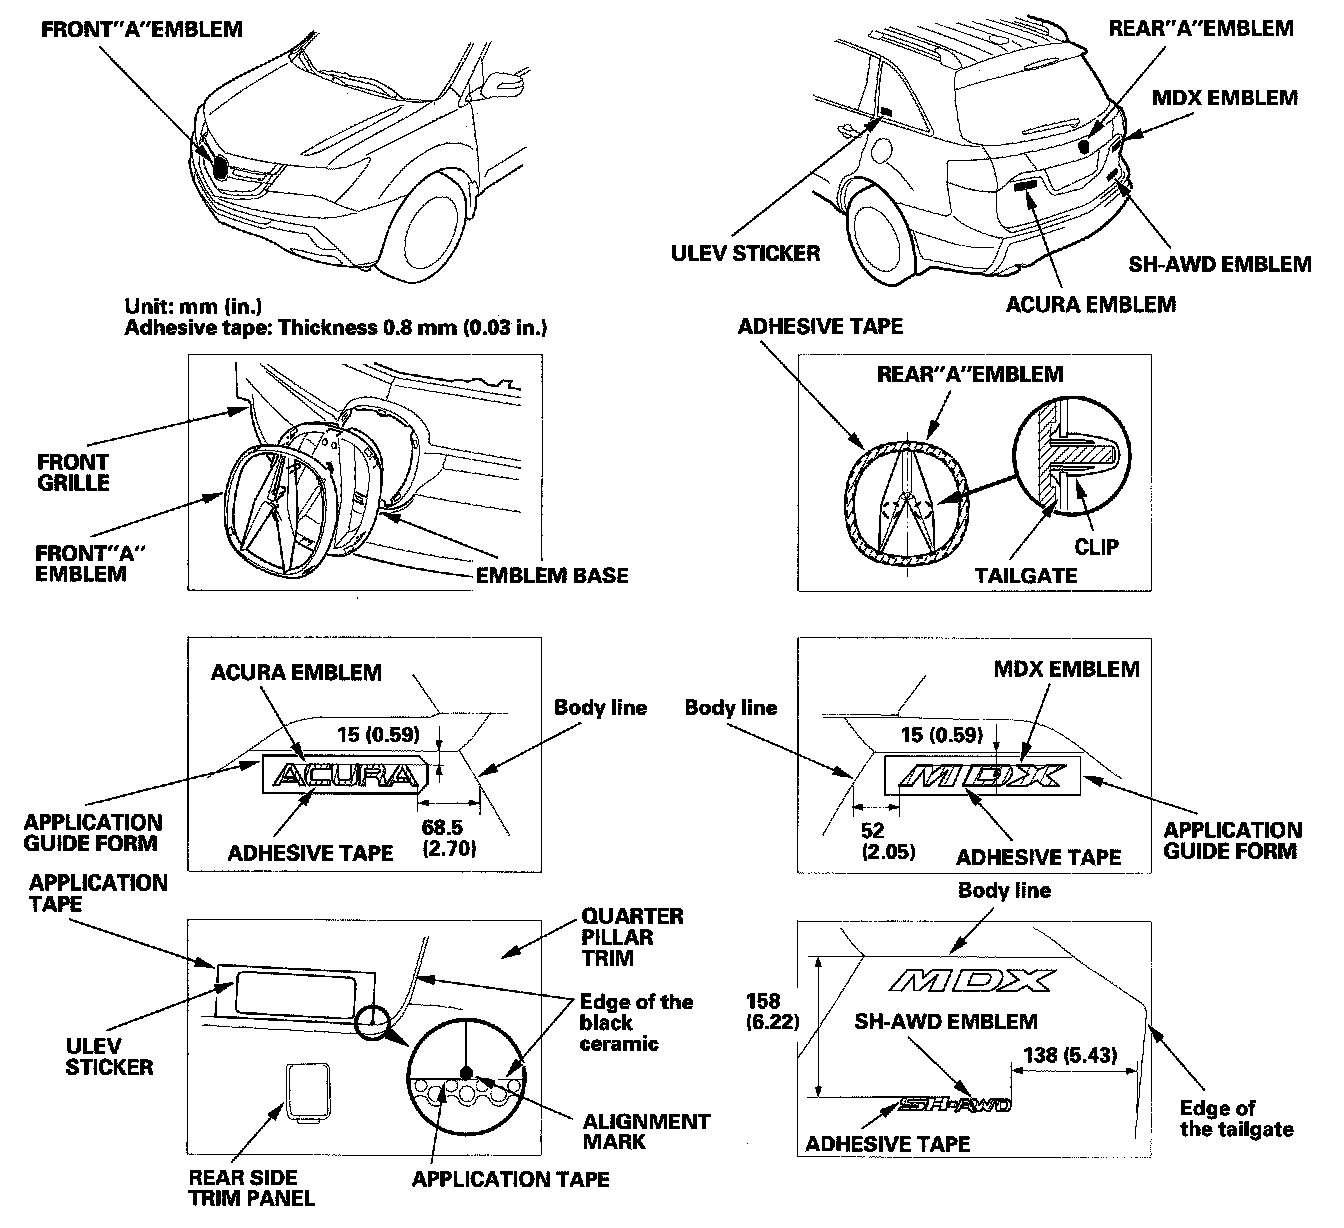 FRONT"A"EMBLEM
REAR"A"EMBLEM
MDX EMBLEM
ULEV STICKER
SH-AWD EMBLEM
ACURA EMBLEM
Unit: mm (in.)
Adhesive tape: Thickness 0.8 mm (0.03 in.)
FRONT
GRILLE
FRONT"A"
EMBLEM
EMBLEM BASE
ADHESIVE TAPE
REAR"A"EMBLEM
CLIP
TAILGATE
ACURA EMBLEM
Body line
15 (0.59)
ACURA
68.5
(2.70)
APPLICATION
GUIDE FORM
ADHESIVE TAPE
MDX EMBLEM
Body line
15 (0.59)
MDX
52
(2.05)
ADHESIVE TAPE
APPLICATION
GUIDE FORM
APPLICATION
TAPE
QUARTER
PILLAR
TRIM
Edge of the
black
ceramic
ULEV
STICKER
ALIGNMENT
MARK
REAR SIDE
TRIM PANEL
APPLICATION TAPE
Body line
MDX
158
(6.22)
SH-AWD EMBLEM
138 (5.43)
SH-AWD
ADHESIVE TAPE
Edge of
the tailgate